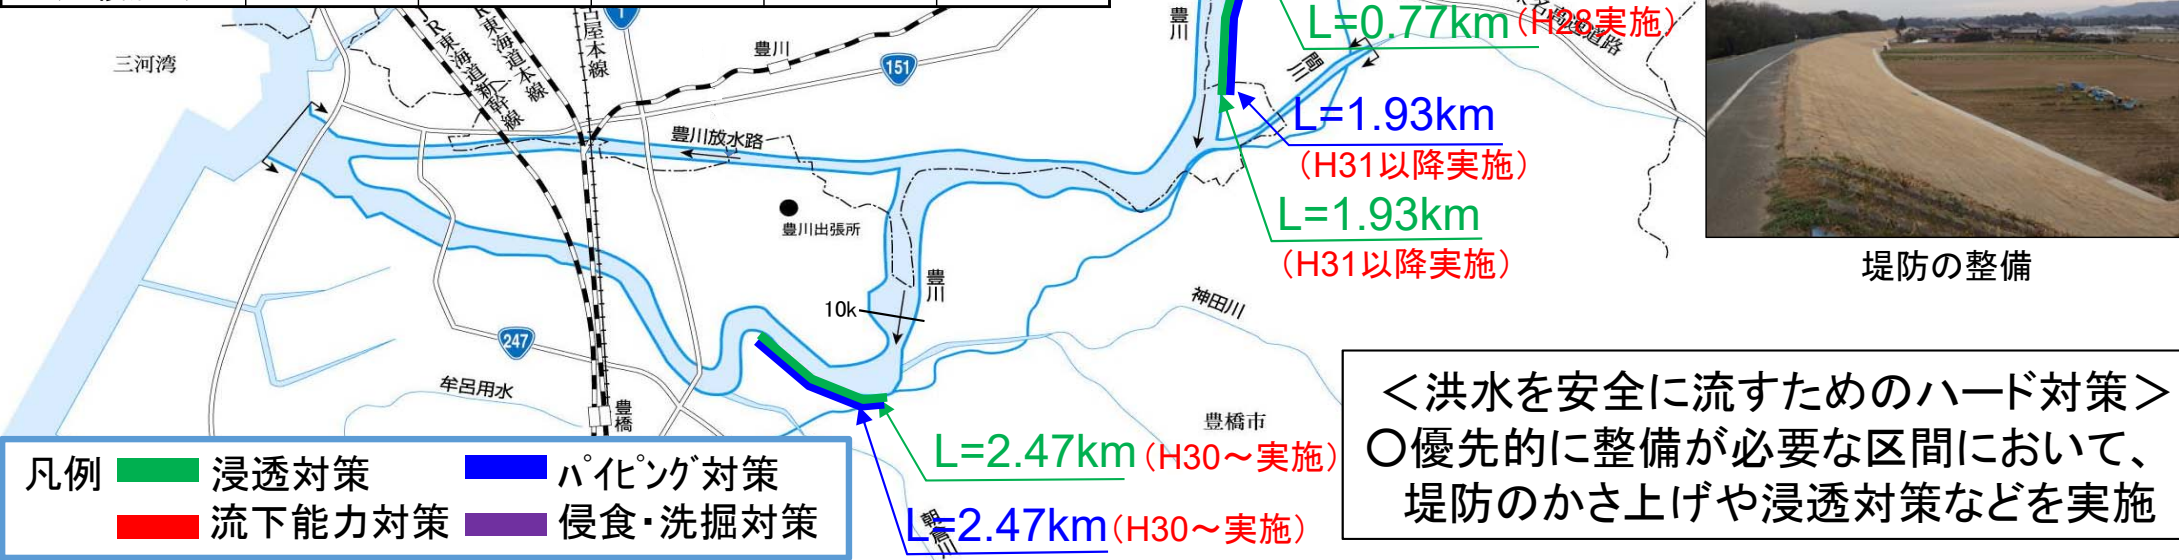 三河湾
JR東海道新幹線
JR東海道本線
古屋本線
1
豊川
151
豊川放水路
豊川出張所
豊川
10k
247
牟呂用水
豊橋
豊川
間川
L=0.77km(H28実施)
L=1.93km
(H31以降実施)
L=1.93km
(H31以降実施)
神田川
豊橋市
L=2.47km(H30～実施)
L=2.47km(H30～実施)
朝倉川
堤防の整備
凡例
浸透対策
パイピング対策
流下能力対策
侵食・洗掘対策
＜洪水を安全に流すためのハード対策＞
〇優先的に整備が必要な区間において、
堤防のかさ上げや浸透対策などを実施